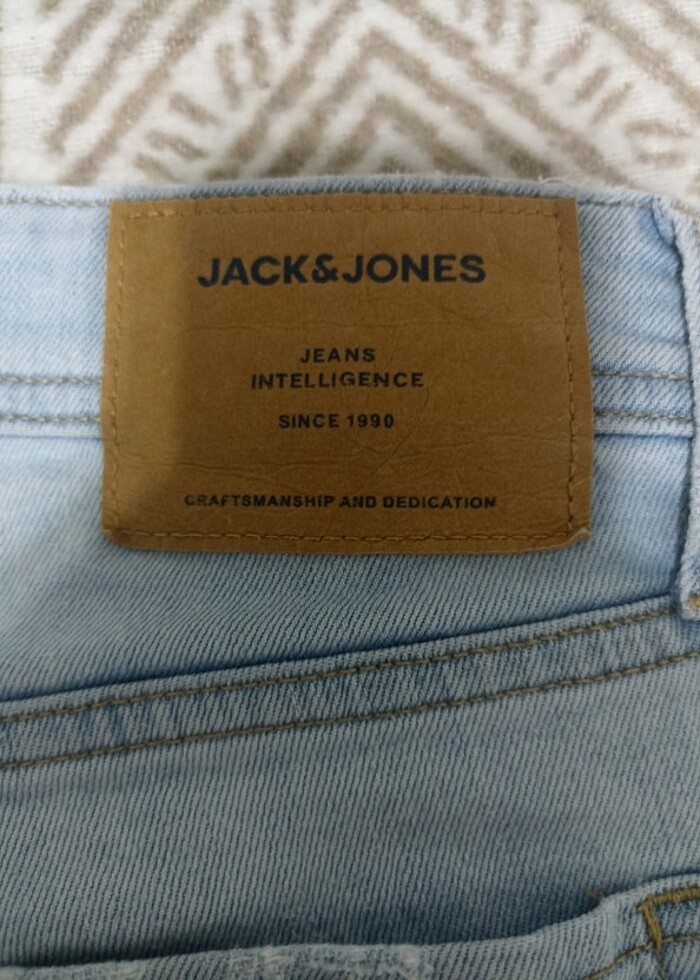 JACK&JONES
JEANS
INTELLIGENCE
SINCE 1990
CRAFTSMANSHIP AND DEDICATION